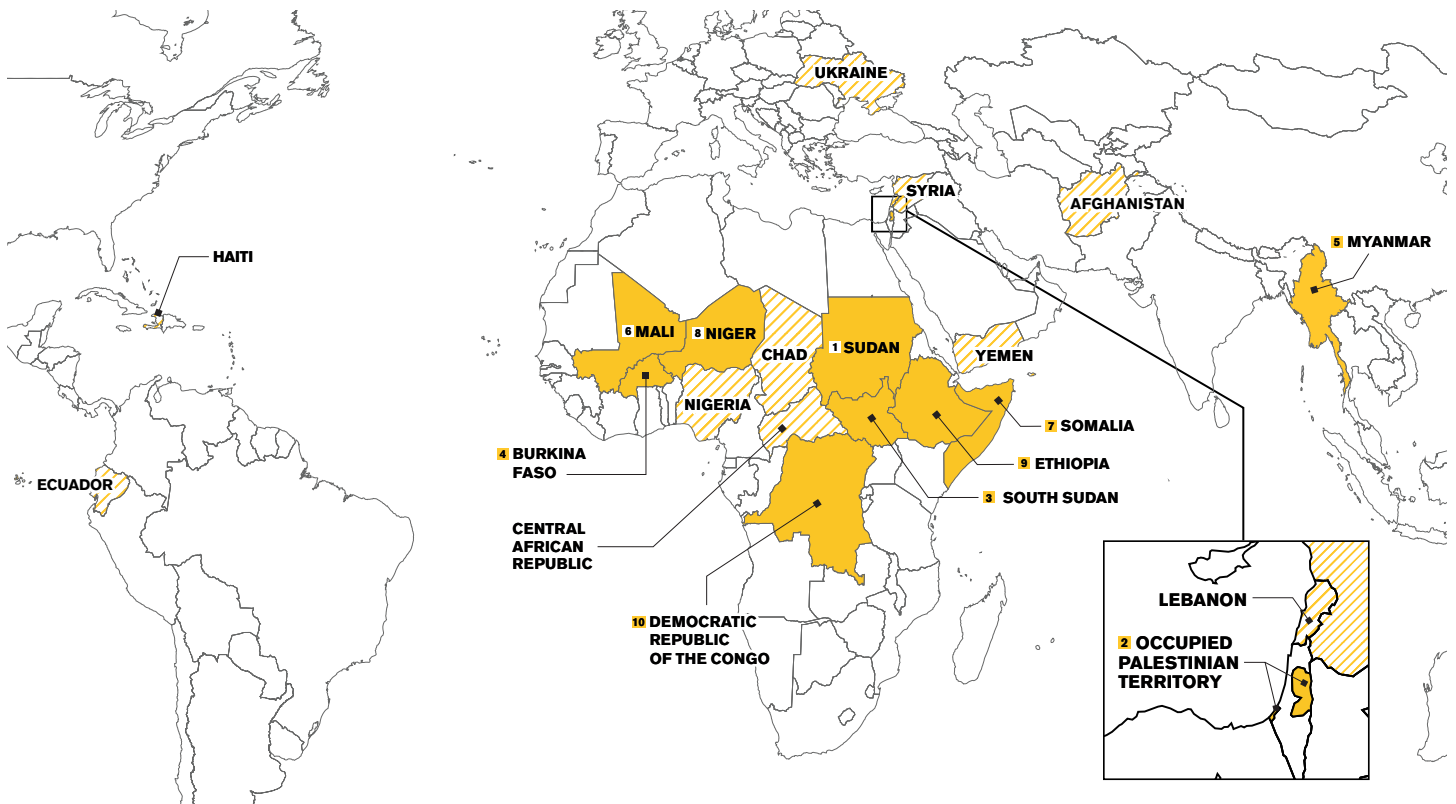 UKRAINE
SYRIA
AFGHANISTAN
5 MYANMAR
HAITI
6 MALI
8 NIGER
CHAD
1 SUDAN
YEMEN
NIGERIA
7 SOMALIA
4 BURKINA
FASO
9 ETHIOPIA
ECUADOR
3 SOUTH SUDAN
CENTRAL
AFRICAN
REPUBLIC
10 DEMOCRATIC
REPUBLIC
OF THE CONGO
LEBANON
2 OCCUPIED
PALESTINIAN
TERRITORY